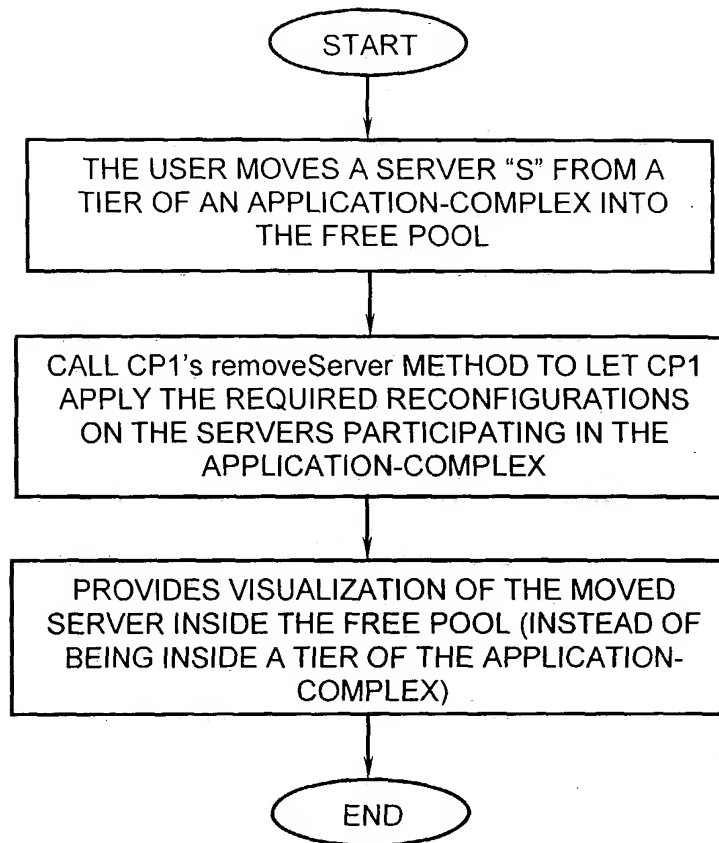 START
THE USER MOVES A SERVER “S” FROM A
TIER OF AN APPLICATION-COMPLEX INTO
THE FREE POOL
CALL CP1's removeServer METHOD TO LET CP1
APPLY THE REQUIRED RECONFIGURATIONS
ON THE SERVERS PARTICIPATING IN THE
APPLICATION-COMPLEX
PROVIDES VISUALIZATION OF THE MOVED
SERVER INSIDE THE FREE POOL (INSTEAD OF
BEING INSIDE A TIER OF THE APPLICATION-
COMPLEX)
END